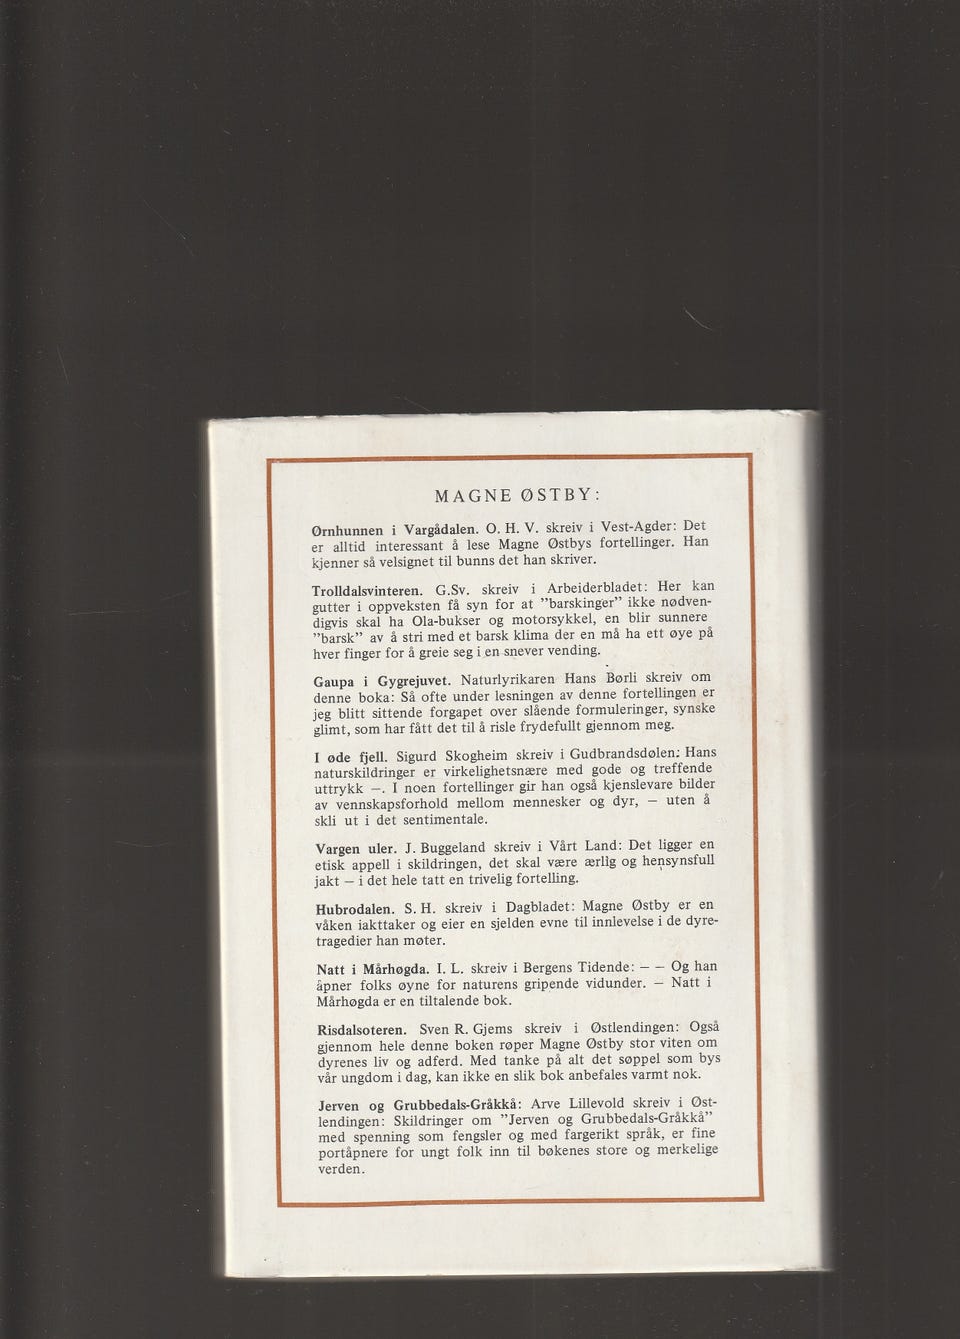 MAGNE ØSTBY:
Ørnhunnen i Vargådalen. O. H. V. skreiv i Vest-Agder: Det
er alltid interessant å lese Magne Østbys fortellinger. Han
kjenner så velsignet til bunns det han skriver.
Trolldalsvinteren. G.Sv. skreiv i Arbeiderbladet: Her kan
gutter i oppveksten få syn for at "barskinger" ikke nødven-
digvis skal ha Ola-bukser og motorsykkel, en blir sunnere
"barsk" av å stri med et barsk klima der en må ha ett øye på
hver finger for å greie seg i en snever vending.
Gaupa i Gygrejuvet. Naturlyrikaren Hans Børli skreiv om
denne boka: Så ofte under lesningen av denne fortellingen er
jeg blitt sittende forgapet over slående formuleringer, synske
glimt, som har fått det til å risle frydefullt gjennom meg.
I øde fjell. Sigurd Skogheim skreiv i Gudbrandsdølen: Hans
naturskildringer er virkelighetsnære med gode og treffende
uttrykk —. I noen fortellinger gir han også kjenslevare bilder
av vennskapsforhold mellom mennesker og dyr, — uten å
skli ut i det sentimentale.
Vargen uler. J. Buggeland skreiv i Vårt Land: Det ligger en
etisk appell i skildringen, det skal være ærlig og hensynsfull
jakt — i det hele tatt en trivelig fortelling.
Hubrodalen. S. H. skreiv i Dagbladet: Magne Østby er en
våken iakttaker og eier en sjelden evne til innlevelse i de dyre-
tragedier han møter.
Natt i Mårhøgda. I. L. skreiv i Bergens Tidende: — — Og han
åpner folks øyne for naturens gripende vidunder. — Natt i
Mårhøgda er en tiltalende bok.
Risdalsoteren. Sven R. Gjems skreiv i Østlendingen: Også
gjennom hele denne boken røper Magne Østby stor viten om
dyrenes liv og adferd. Med tanke på alt det søppel som bys
vår ungdom i dag, kan ikke en slik bok anbefales varmt nok.
Jerven og Grubbedals-Gråkkå: Arve Lillevold skreiv i Øst-
lendingen: Skildringer om "Jerven og Grubbedals-Gråkkå"
med spenning som fengsler og med fargerikt språk, er fine
portåpnere for ungt folk inn til bøkenes store og merkelige
verden.